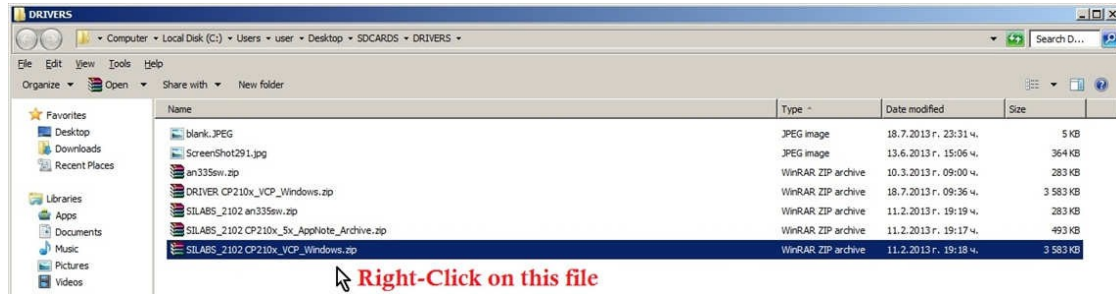 DRIVERS
Computer Local Disk (C:) Users user Desktop SDCARDS DRIVERS Search D...
File Edit View Tools Help
Organize Open Share with New folder
Favorites
Desktop
Downloads
Recent Places
Libraries
Apps
Documents
Music
Pictures
Videos
Name Type Date modified Size
blank.JPEG JPEG image 18.7.2013 г. 23:31 ч. 5 KB
ScreenShot291.jpg JPEG image 13.6.2013 г. 15:06 ч. 364 KB
an335sw.zip WinRAR ZIP archive 10.3.2013 г. 09:00 ч. 283 KB
DRIVER CP210x_VCP_Windows.zip WinRAR ZIP archive 18.7.2013 г. 09:36 ч. 3 583 KB
SILABS_2102 an335sw.zip WinRAR ZIP archive 11.2.2013 г. 19:19 ч. 283 KB
SILABS_2102 CP210x_5x_AppNote_Archive.zip WinRAR ZIP archive 11.2.2013 г. 19:17 ч. 493 KB
SILABS_2102 CP210x_VCP_Windows.zip WinRAR ZIP archive 11.2.2013 г. 19:18 ч. 3 583 KB
Right-Click on this file